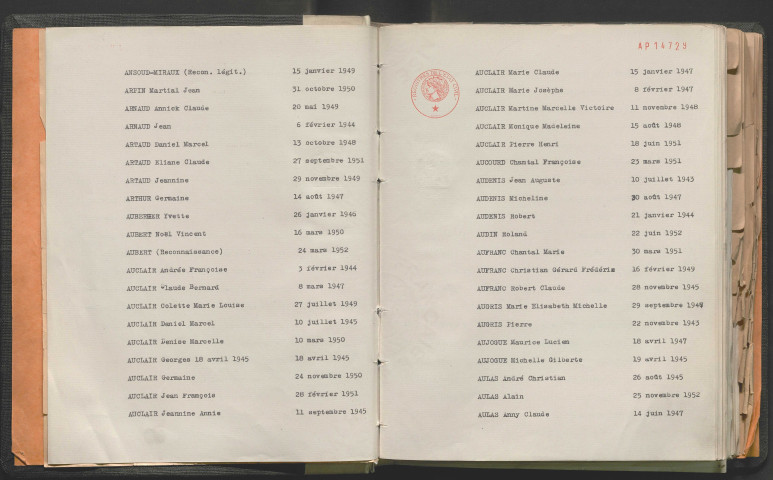 ANSOUD-MIRAUX (Recon. légit.) 15 janvier 1949
ARPIN Martial Jean 31 octobre 1950
ARNAUD Annick Claude 20 mai 1949
ARNAUD Jean 6 février 1944
ARTAUD Daniel Marcel 13 octobre 1948
ARTAUD Eliane Claude 27 septembre 1951
ARTAUD Jeannine 29 novembre 1949
ARTHUR Germaine 14 août 1947
Yvette 26 janvier 1946
AUBERT Noël Vincent 16 mars 1950
AUBERT (Reconnaissance) 24 mars 1952
AUCLAIR Andrée Françoise 3 février 1944
AUCLAIR Claude Bernard 8 mars 1947
AUCLAIR Colette Marie Louise 27 juillet 1949
AUCLAIR Daniel Marcel 10 juillet 1945
AUCLAIR Denise Marcelle 10 mars 1950
AUCLAIR Georges 18 avril 1945 18 avril 1945
AUCLAIR Germaine 24 novembre 1950
AUCLAIR Jean François 28 février 1951
AUCLAIR Jeannine Annie 11 septembre 1945
AP14723
AUCLAIR Marie Claude 15 janvier 1947
AUCLAIR Marie Josèphe 8 février 1947
AUCLAIR Martine Marcelle Victoire 11 novembre 1948
AUCLAIR Monique Madeleine 15 août 1948
AUCLAIR Pierre Henri 18 juin 1951
AUCOURD Chantal Françoise 23 mars 1951
AUDENIS Jean Auguste 10 juillet 1943
AUDENIS Micheline 30 août 1947
AUDENIS Robert 21 janvier 1944
AUDIN Roland 22 juin 1952
AUFRANC Chantal Marie 30 mars 1951
AUFRANC Christian Gérard Frédéric 16 février 1949
AUFRANC Robert Claude 28 novembre 1945
AUGRIS Marie Elisabeth Michelle 29 septembre
AUGRIS Pierre 22 novembre 1943
AUJOGUE Maurice Lucien 18 avril 1947
AUJOGUE Michelle Gilberte 19 avril 1945
AULAS André Christian 26 août 1945
AULAS Alain 25 novembre 1952
AULAS Anny Claude 14 juin 1947